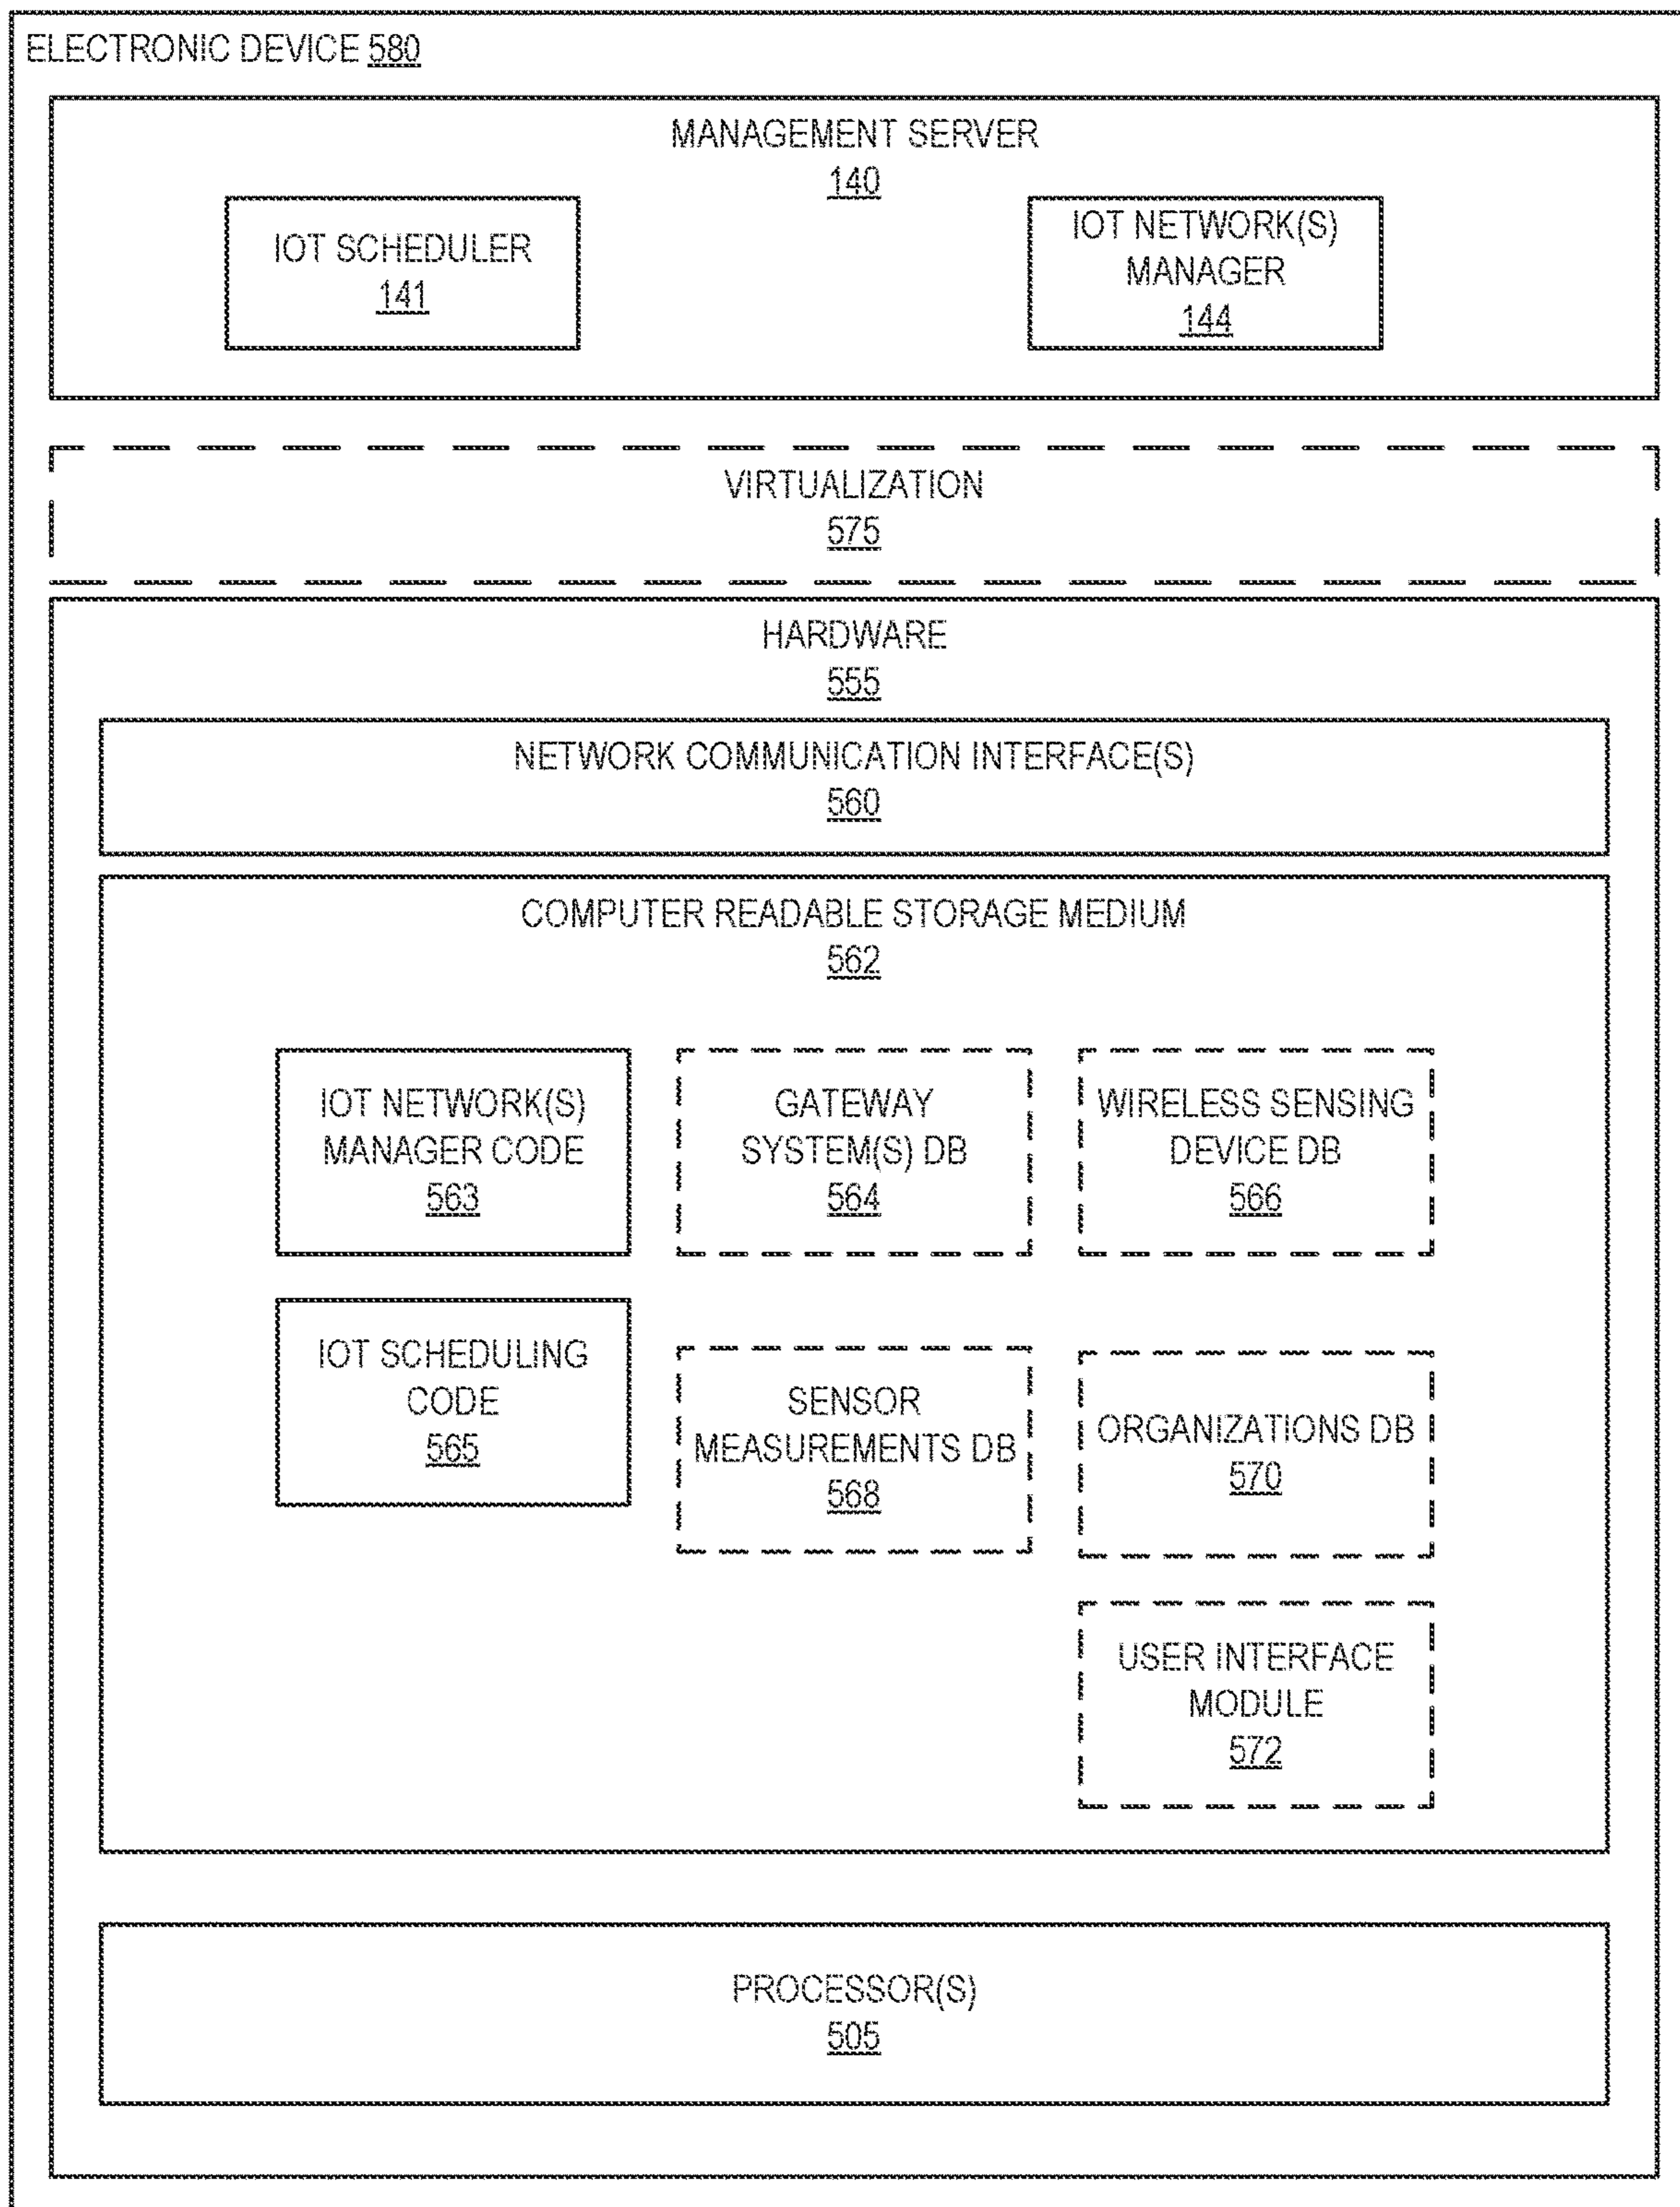 ELECTRONIC DEVICE 580
MANAGEMENT SERVER
140
IOT SCHEDULER
141
IOT NETWORK(S)
MANAGER
144
VIRTUALIZATION
575
HARDWARE
555
NETWORK COMMUNICATION INTERFACE(S)
560
COMPUTER READABLE STORAGE MEDIUM
562
IOT NETWORK(S)
MANAGER CODE
563
GATEWAY
SYSTEM(S) DB
564
WIRELESS SENSING
DEVICE DB
566
IOT SCHEDULING
CODE
565
SENSOR
MEASUREMENTS DB
568
ORGANIZATIONS DB
570
USER INTERFACE
MODULE
572
PROCESSOR(S)
505